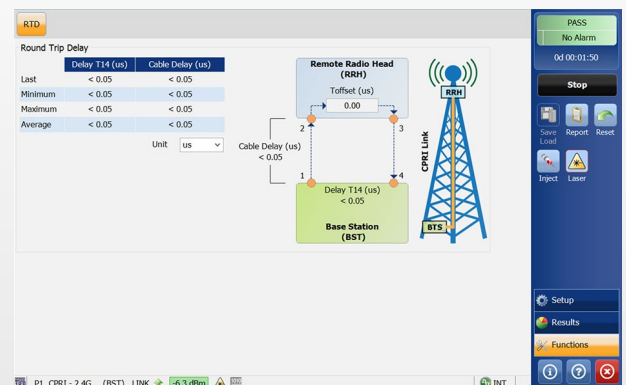 RTD
Round Trip Delay
Delay T14 (us) Cable Delay (us)
Last < 0.05 < 0.05
Minimum < 0.05 < 0.05
Maximum < 0.05 < 0.05
Average < 0.05 < 0.05
Unit us
Remote Radio Head
(RRH)
Toffset (us)
0.00
2 3
Cable Delay (us)
< 0.05
1 4
Delay T14 (us)
< 0.05
Base Station
(BST)
RRH
CPRI Link
BTS
PASS
No Alarm
0d 00:01:50
Stop
Save
Load
Report
Reset
Inject
Laser
Setup
Results
Functions
P1 CPRI - 2.4G (BST) LINK -6.3 dBm
INT